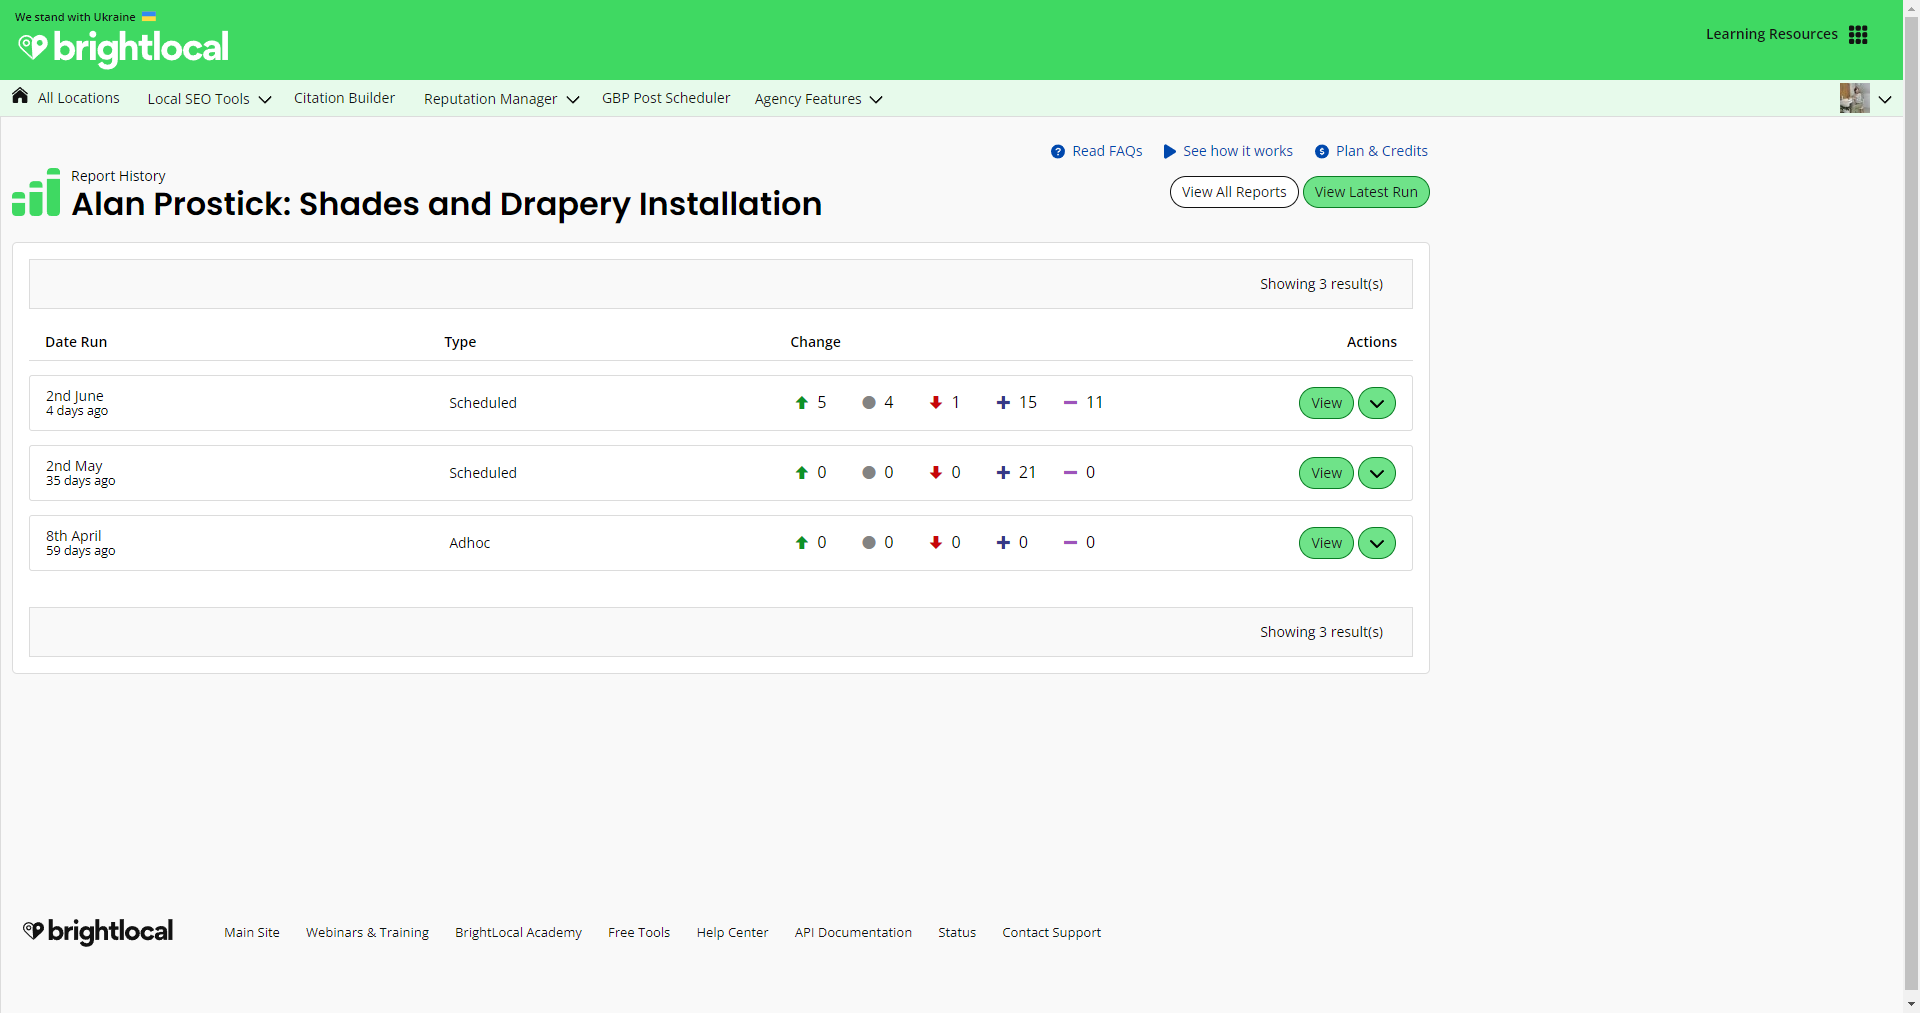 We stand with Ukraine
brightlocal
Learning Resources
All Locations
Local SEO Tools
Citation Builder
Reputation Manager
GBP Post Scheduler
Agency Features
Read FAQs
See how it works
Plan & Credits
Report History
Alan Prostick: Shades and Drapery Installation
View All Reports
View Latest Run
Showing 3 result(s)
Date Run Type Change Actions
2nd June
4 days ago
Scheduled 5 4 1 15 11 View
2nd May
35 days ago
Scheduled 0 0 0 21 0 View
8th April
59 days ago
Adhoc 0 0 0 0 0 View
Showing 3 result(s)
brightlocal
Main Site
Webinars & Training
BrightLocal Academy
Free Tools
Help Center
API Documentation
Status
Contact Support